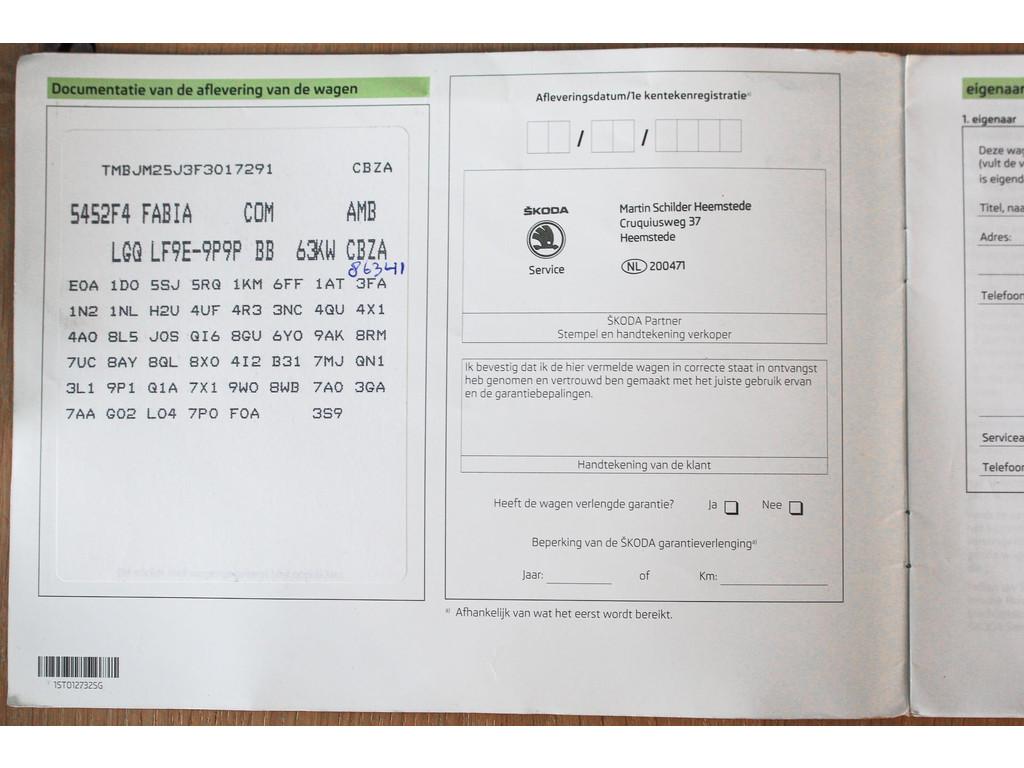 Documentatie van de aflevering van de wagen
TMBJM25J3F3017291 CBZA
5452F4 FABIA COM AMB
LGQ LF9E-9P9P BB 63KW CBZA
86341
E0A 1D0 5SJ 5RQ 1KM 6FF 1AT 3FA
1N2 1NL H2U 4UF 4R3 3NC 4QU 4X1
4A0 8L5 J0S QI6 8GU 6Y0 9AK 8RM
7UC 8AY 8QL 8X0 4I2 B31 7MJ QN1
3L1 9P1 Q1A 7X1 9W0 8WB 7A0 3GA
7AA G02 L04 7P0 F0A 3S9
1ST012732SG
Afleveringsdatum/1e kentekenregistratie a)
/ /
ŠKODA
Service
Martin Schilder Heemstede
Cruquiusweg 37
Heemstede
NL 200471
ŠKODA Partner
Stempel en handtekening verkoper
Ik bevestig dat ik de hier vermelde wagen in correcte staat in ontvangst
heb genomen en vertrouwd ben gemaakt met het juiste gebruik ervan
en de garantiebepalingen.
Handtekening van de klant
Heeft de wagen verlengde garantie? Ja Nee
Beperking van de ŠKODA garantieverlenging a)
Jaar: of Km:
a) Afhankelijk van wat het eerst wordt bereikt.
eigenaar
1. eigenaar
Deze
(vult de
is
Titel,
Adres: